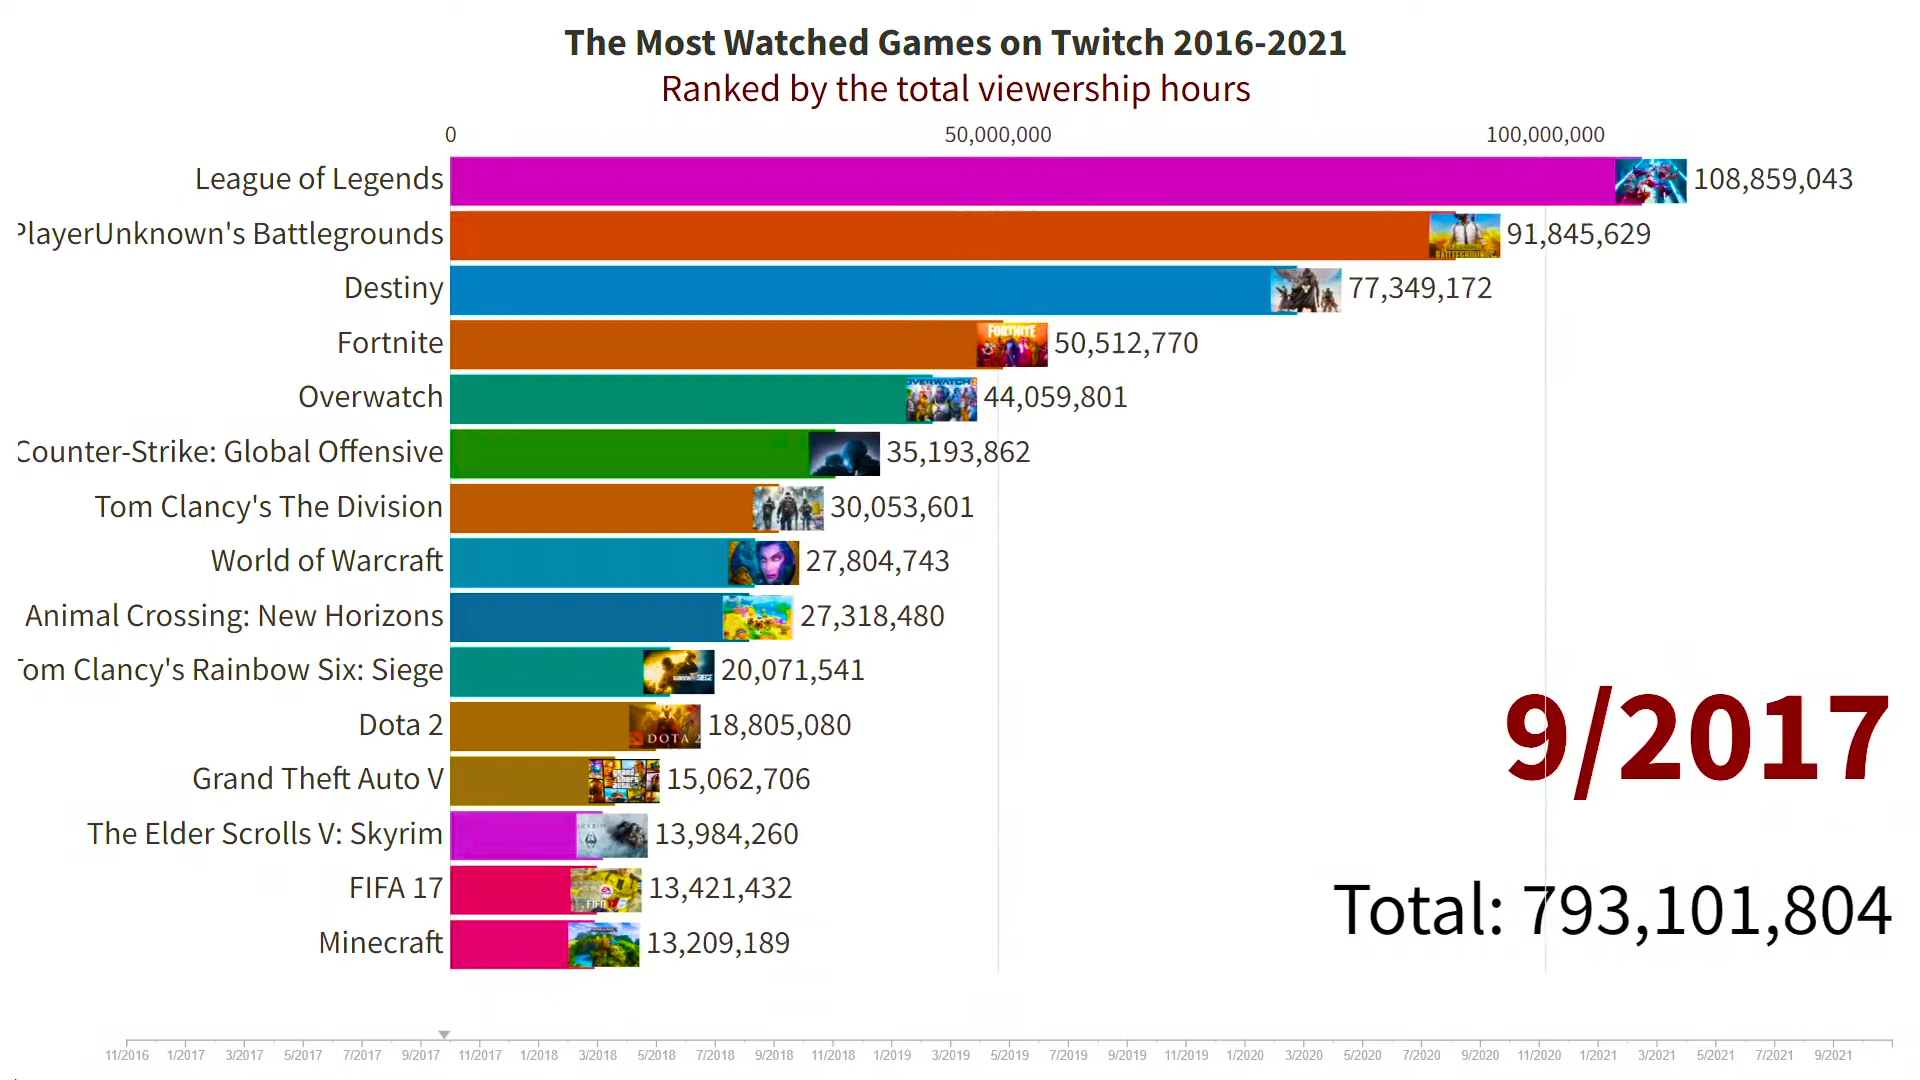 The Most Watched Games on Twitch 2016-2021
Ranked by the total viewership hours
0 50,000,000 100,000,000
League of Legends 108,859,043
PlayerUnknown's Battlegrounds 91,845,629
Destiny 77,349,172
Fortnite FORTNITE 50,512,770
Overwatch OVERWATCH 44,059,801
Counter-Strike: Global Offensive 35,193,862
Tom Clancy's The Division 30,053,601
World of Warcraft 27,804,743
Animal Crossing: New Horizons 27,318,480
Tom Clancy's Rainbow Six: Siege SIEGE 20,071,541
Dota 2 DOTA 2 18,805,080
Grand Theft Auto V 15,062,706
The Elder Scrolls V: Skyrim SKYRIM 13,984,260
FIFA 17 13,421,432
Minecraft 13,209,189
9/2017
Total: 793,101,804
11/2016 1/2017 3/2017 5/2017 7/2017 9/2017 11/2017 1/2018 3/2018 5/2018 7/2018 9/2018 11/2018 1/2019 3/2019 5/2019 7/2019 9/2019 11/2019 1/2020 3/2020 5/2020 7/2020 9/2020 11/2020 1/2021 3/2021 5/2021 7/2021 9/2021